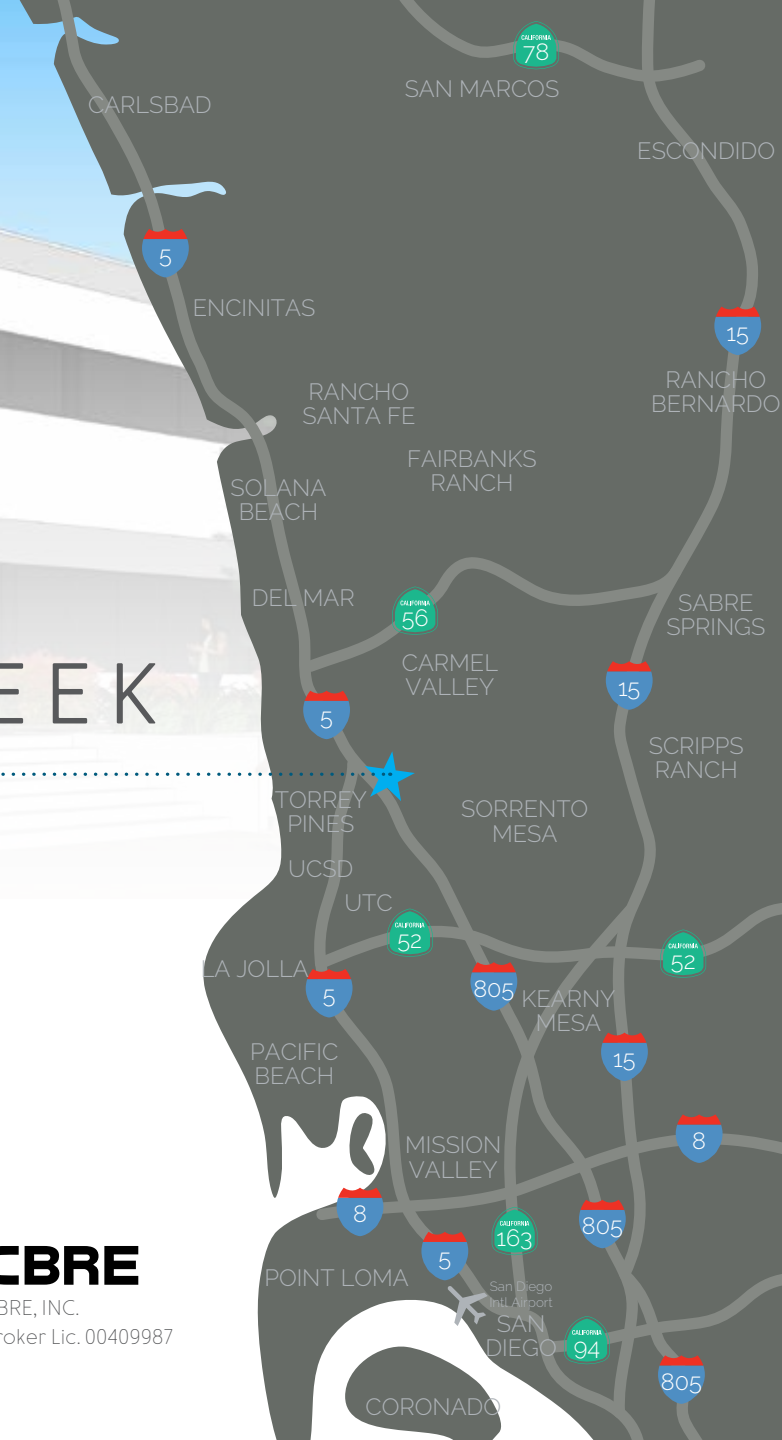 CALIFORNIA
78
SAN MARCOS
CARLSBAD
ESCONDIDO
5
ENCINITAS
15
RANCHO
BERNARDO
RANCHO
SANTA FE
FAIRBANKS
RANCH
SOLANA
BEACH
DEL MAR
CALIFORNIA
56
SABRE
SPRINGS
CARMEL
VALLEY
15
EEK
5
SCRIPPS
RANCH
TORREY
PINES
SORRENTO
MESA
UCSD
UTC
CALIFORNIA
52
CALIFORNIA
52
LA JOLLA
5
805
KEARNY
MESA
PACIFIC
BEACH
15
MISSION
VALLEY
8
8
CALIFORNIA
163
805
5
CBRE
BRE, INC.
roker Lic. 00409987
POINT LOMA
San Diego
Intl Airport
SAN
DIEGO
CALIFORNIA
94
805
CORONADO